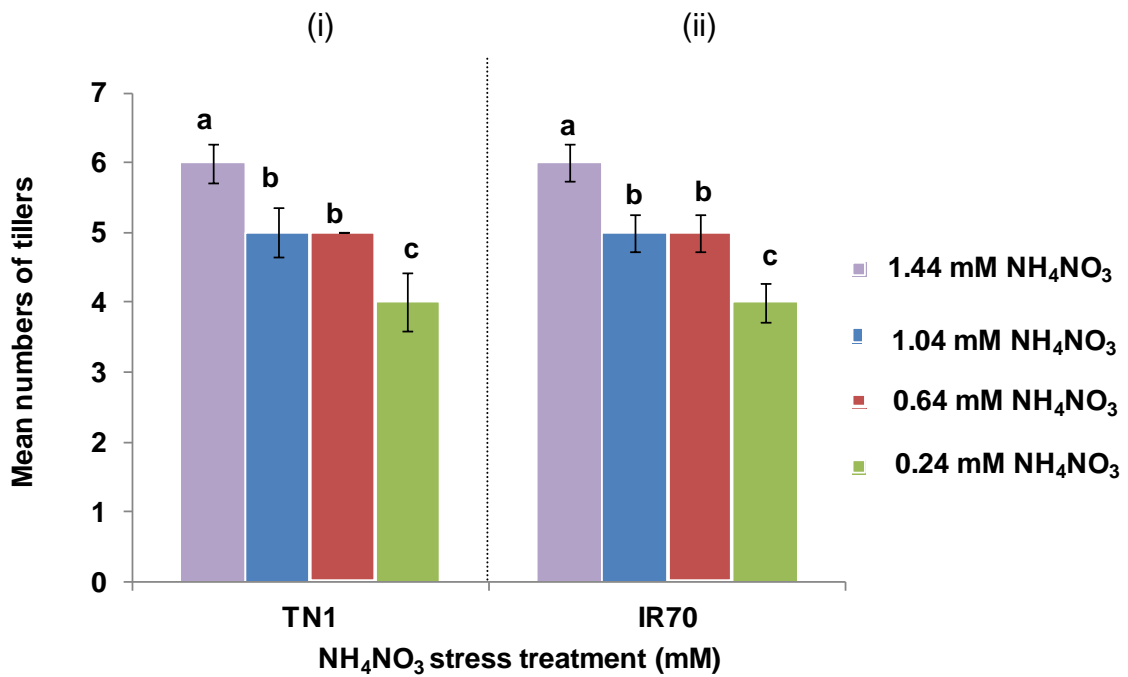 (i) (ii)
Mean numbers of tillers
7
6
5
4
3
2
1
0
a
b
b
c
a
b
b
c
TN1 IR70
NH₄NO₃ stress treatment (mM)
1.44 mM NH₄NO₃
1.04 mM NH₄NO₃
0.64 mM NH₄NO₃
0.24 mM NH₄NO₃